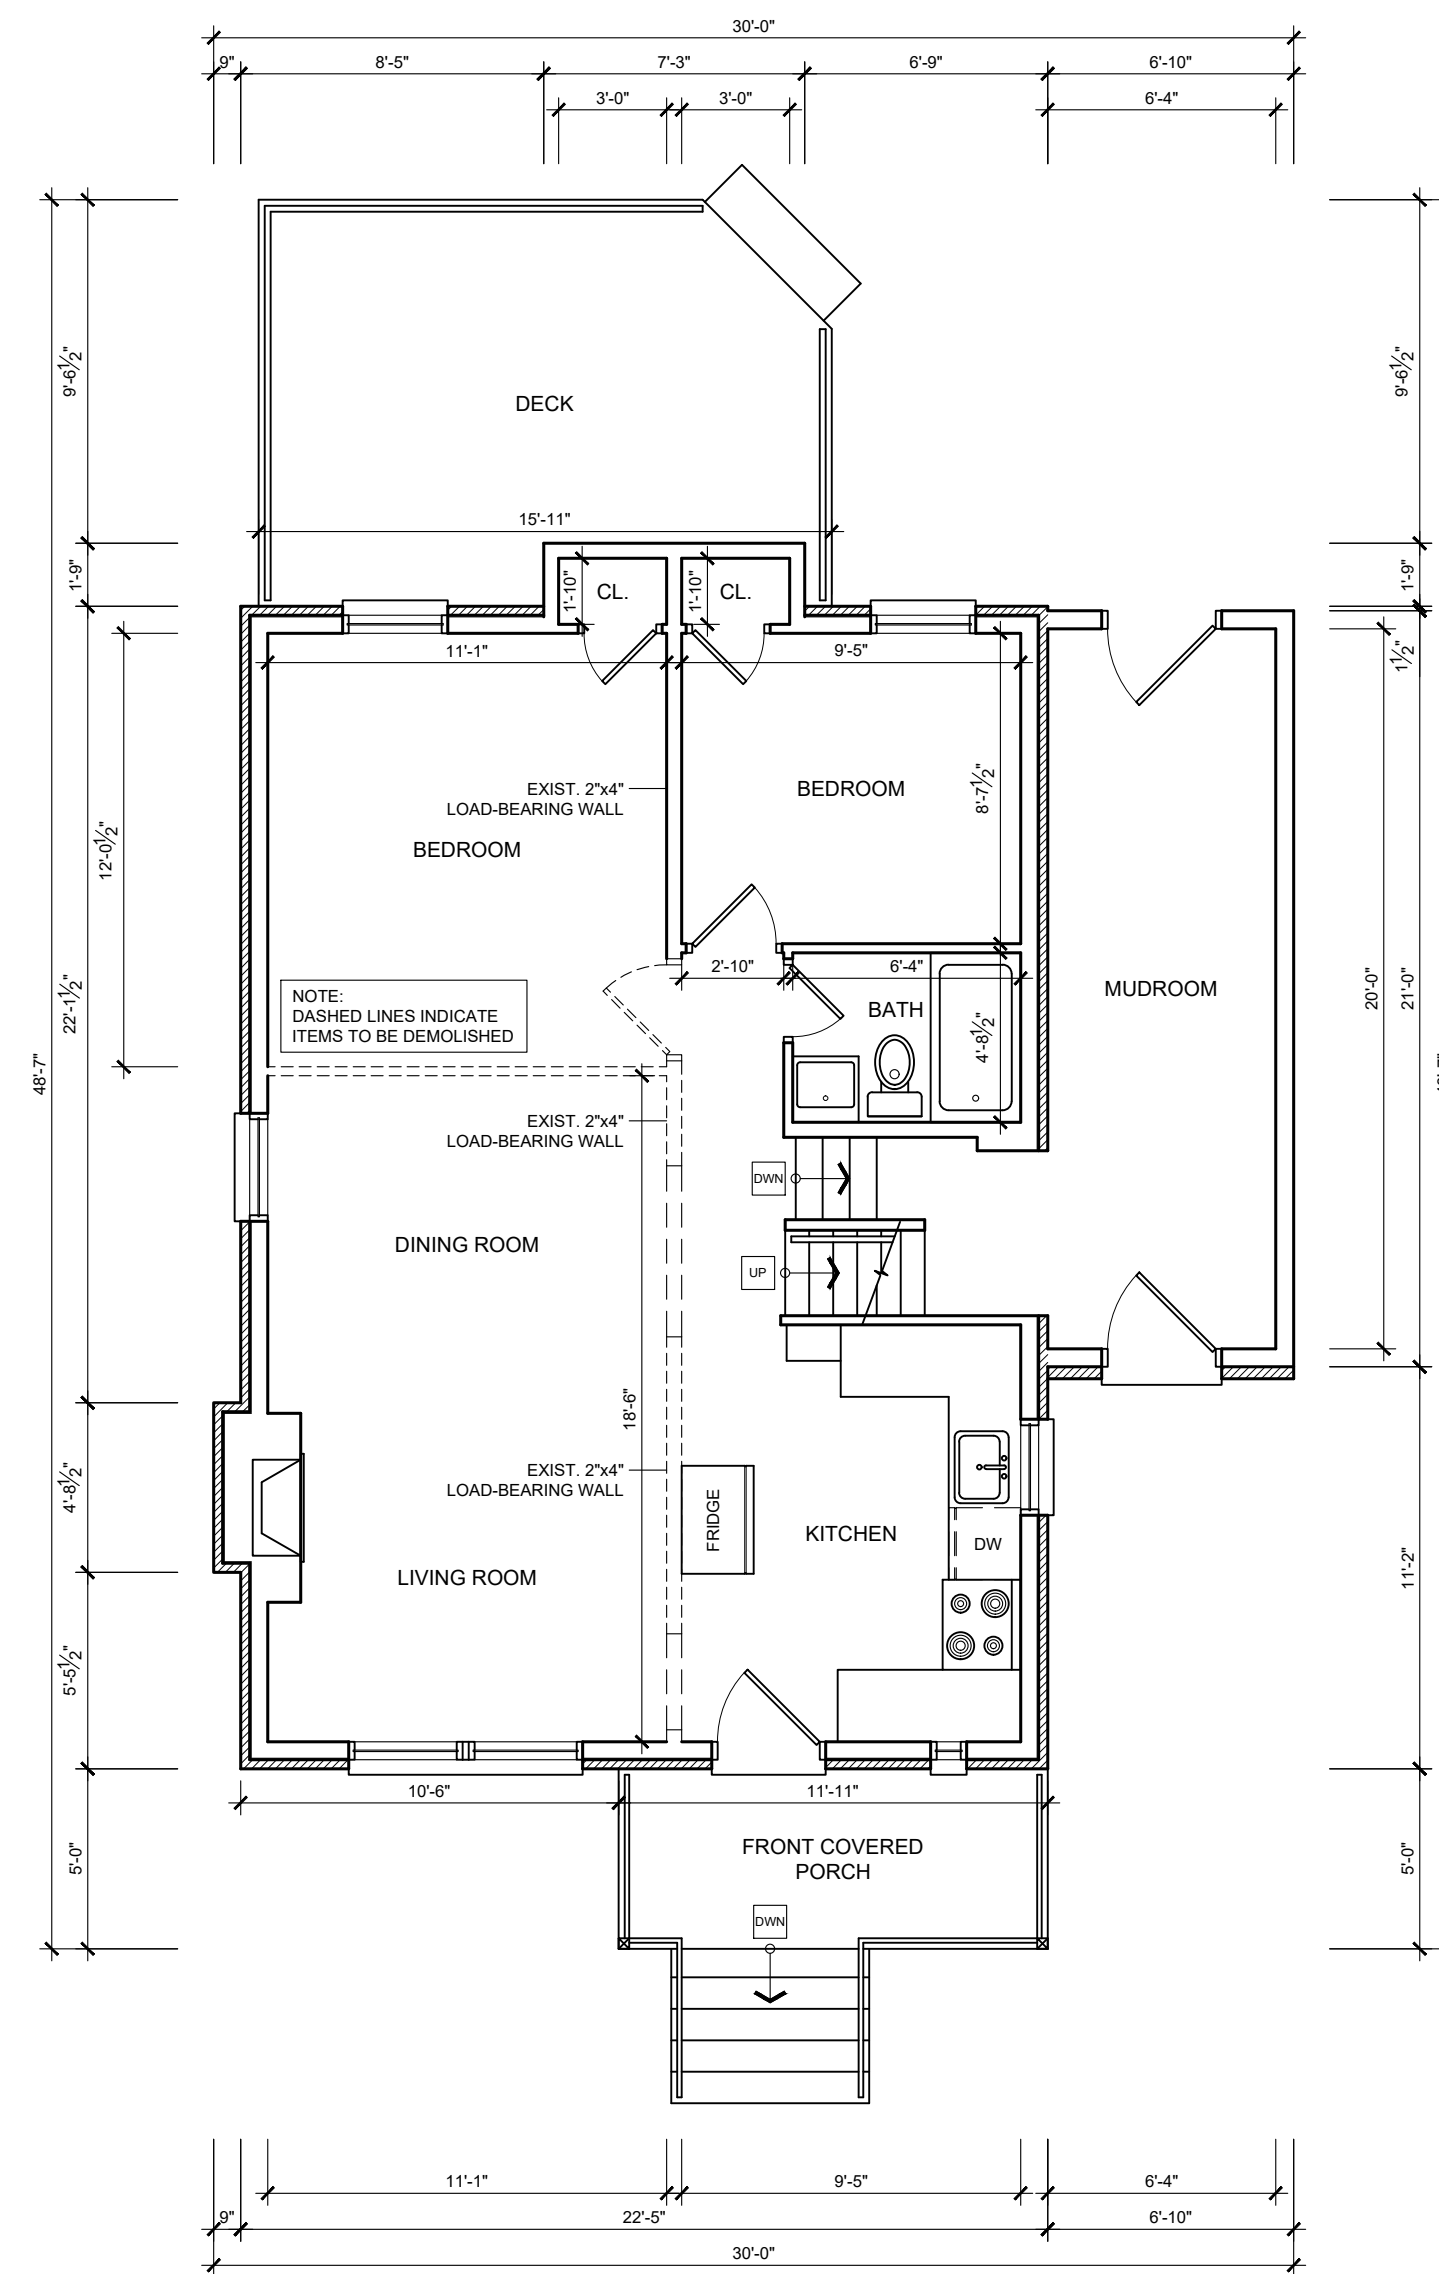 30'-0"
9" 8'-5" 7'-3" 6'-9" 6'-10"
3'-0" 3'-0" 6'-4"
9'-6½"
9'-6½"
DECK
15'-11"
1'-9"
1'-10"
CL.
1'-10"
CL.
1'-9"
11'-1"
9'-5"
1½"
EXIST. 2"x4"
LOAD-BEARING WALL
BEDROOM
8'-7½"
BEDROOM
12'-0½"
2'-10"
6'-4"
NOTE:
DASHED LINES INDICATE
ITEMS TO BE DEMOLISHED
BATH
4'-8½"
MUDROOM
20'-0"
21'-0"
22'-1½"
48'-7"
EXIST. 2"x4"
LOAD-BEARING WALL
DWN
DINING ROOM
UP
18'-6"
EXIST. 2"x4"
LOAD-BEARING WALL
4'-8½"
FRIDGE
KITCHEN
DW
LIVING ROOM
11'-2"
5'-5½"
10'-6"
11'-11"
5'-0"
FRONT COVERED
PORCH
5'-0"
DWN
11'-1" 9'-5" 6'-4"
9" 22'-5" 6'-10"
30'-0"